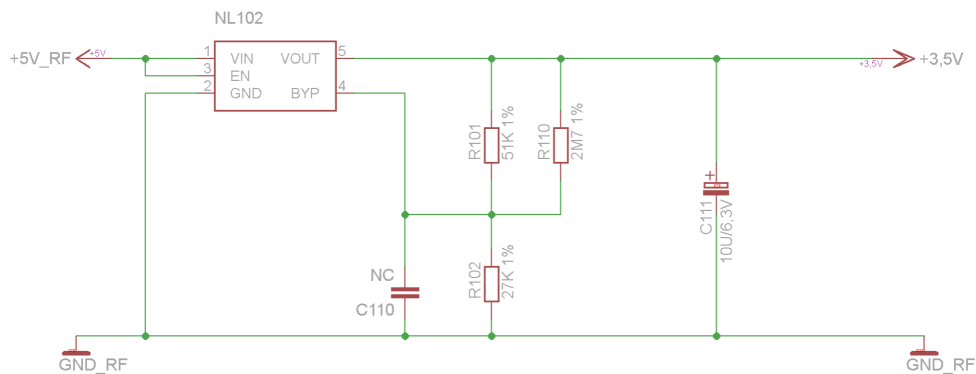 NL102
+5V_RF
+5V
1
VIN
VOUT
5
3
EN
2
GND
BYP
4
+3,5V
+3,5V
R101
51K 1%
R110
2M7 1%
+
C111
10U/6,3V
NC
C110
R102
27K 1%
GND_RF
GND_RF